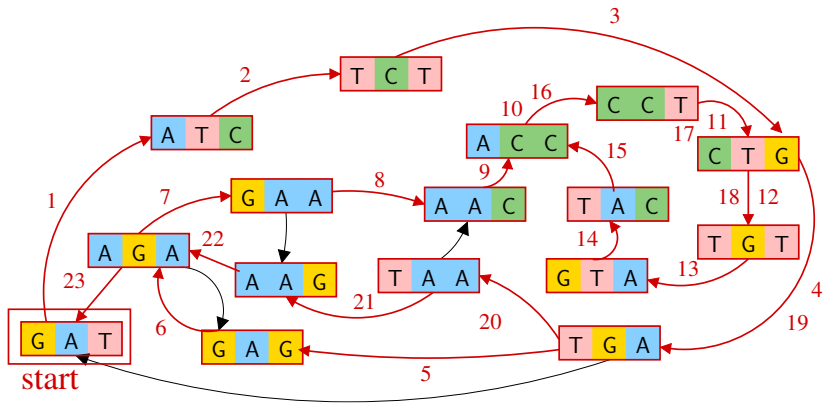 3
T C T
2
16
C C T
10
17 11
A T C
A C C
C T G
9
15
1
7
G A A
8
A A C
T A C
18 12
A G A
22
14
T G T
23
A A G
T A A
G T A
13
4
21
6
20
19
G A T
G A G
T G A
start
5